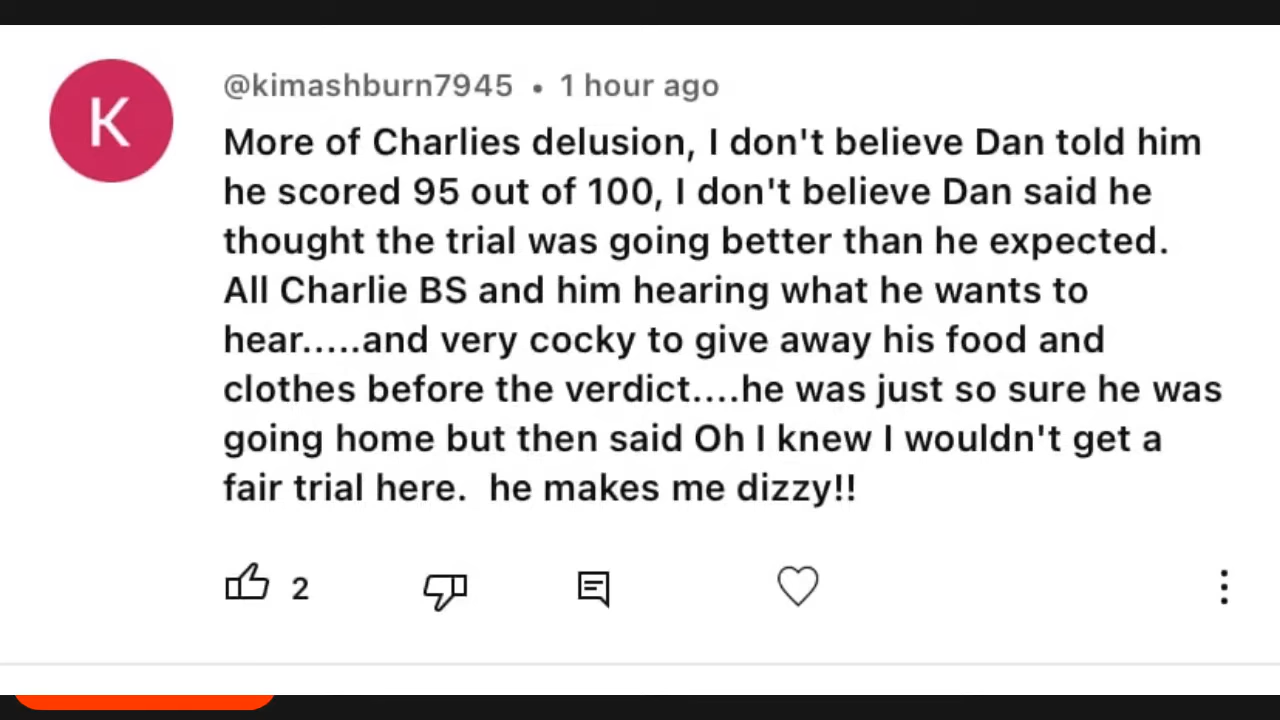 K
@kimashburn7945 • 1 hour ago
More of Charlies delusion, I don't believe Dan told him
he scored 95 out of 100, I don't believe Dan said he
thought the trial was going better than he expected.
All Charlie BS and him hearing what he wants to
hear.....and very cocky to give away his food and
clothes before the verdict....he was just so sure he was
going home but then said Oh I knew I wouldn't get a
fair trial here.  he makes me dizzy!!
2